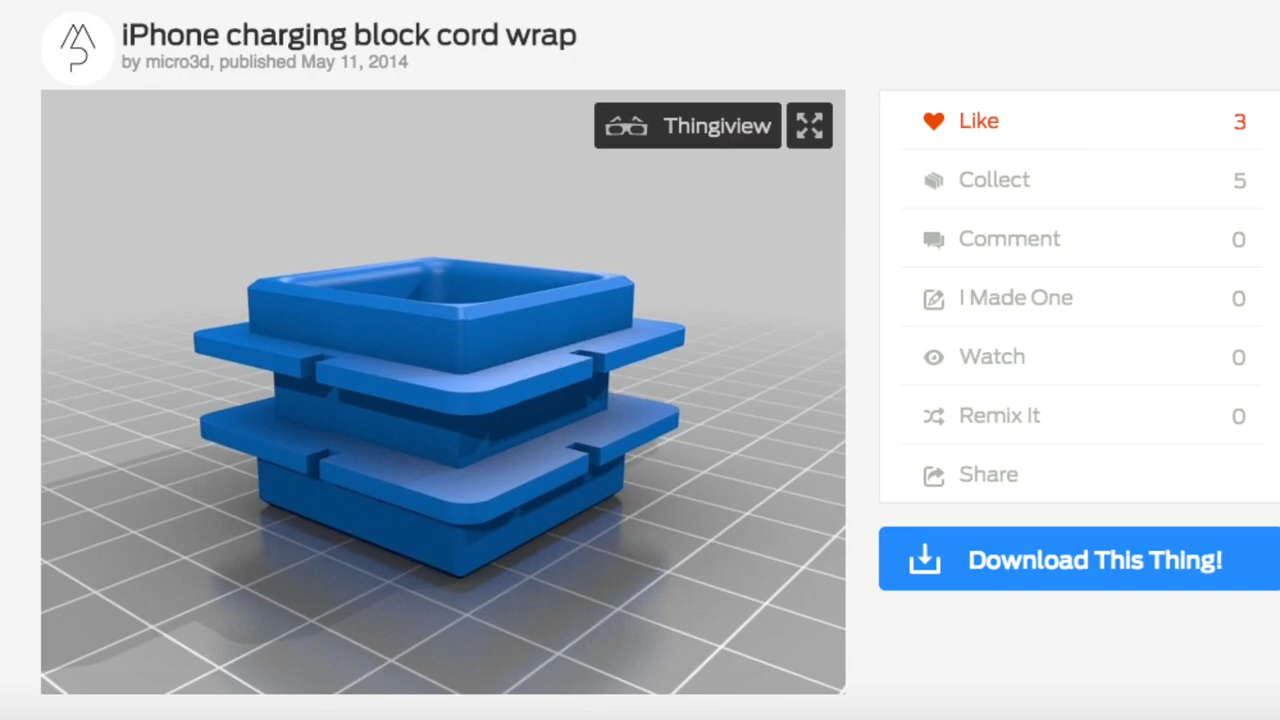 iPhone charging block cord wrap
by micro3d, published May 11, 2014
Thingiview
Like 3
Collect 5
Comment 0
I Made One 0
Watch 0
Remix It 0
Share
Download This Thing!